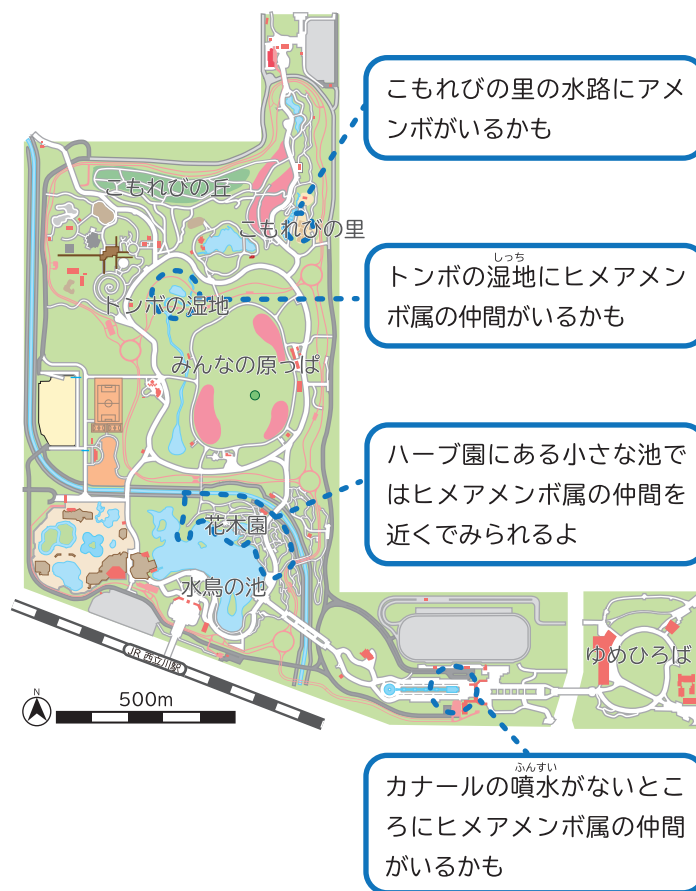 こもれびの里の水路にアメ
ンボがいるかも
こもれびの丘
こもれびの里
しっち
トンボの湿地にヒメアメン
ボ属の仲間がいるかも
トンボの湿地
みんなの原っぱ
ハーブ園にある小さな池で
はヒメアメンボ属の仲間を
近くでみられるよ
花木園
水鳥の池
JR 西立川駅
ゆめひろば
N
500m
ふんすい
カナールの噴水がないとこ
ろにヒメアメンボ属の仲間
がいるかも